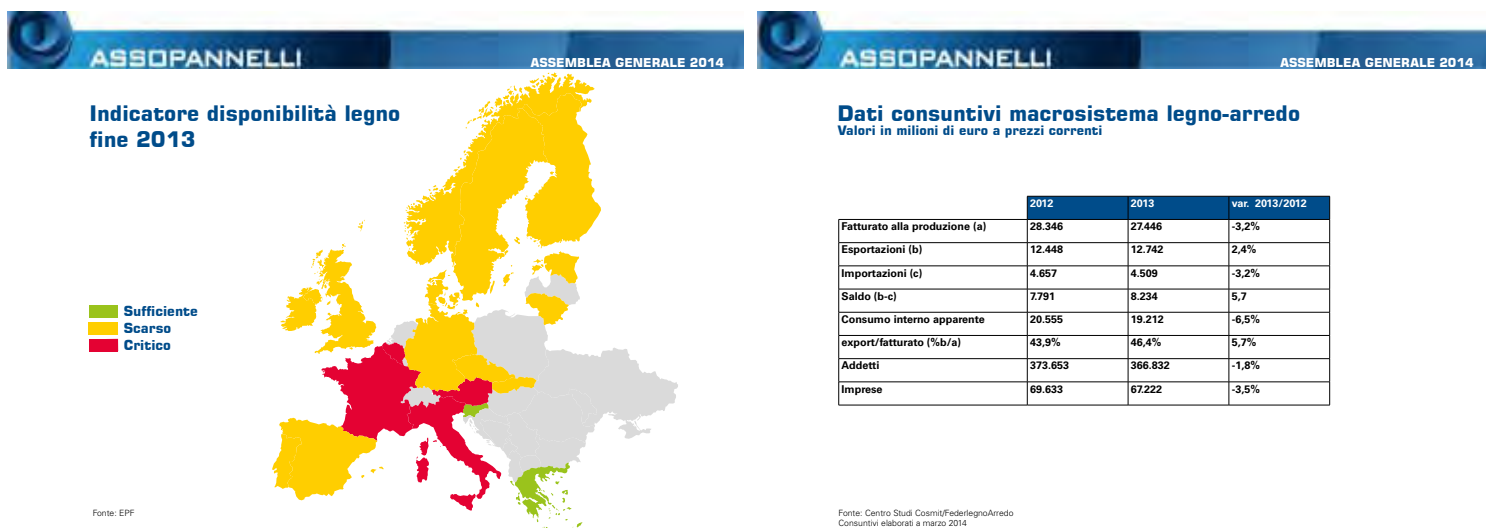 ASSOPANNELLI
ASSEMBLEA GENERALE 2014
Indicatore disponibilità legno
fine 2013
Sufficiente
Scarso
Critico
Fonte: EPF
ASSOPANNELLI
ASSEMBLEA GENERALE 2014
Dati consuntivi macrosistema legno-arredo
Valori in milioni di euro a prezzi correnti
2012 2013 var. 2013/2012
Fatturato alla produzione (a) 28.346 27.446 -3,2%
Esportazioni (b) 12.448 12.742 2,4%
Importazioni (c) 4.657 4.509 -3,2%
Saldo (b-c) 7.791 8.234 5,7
Consumo interno apparente 20.555 19.212 -6,5%
export/fatturato (%b/a) 43,9% 46,4% 5,7%
Addetti 373.653 366.832 -1,8%
Imprese 69.633 67.222 -3,5%
Fonte: Centro Studi Cosmit/FederlegnoArredo
Consuntivi elaborati a marzo 2014